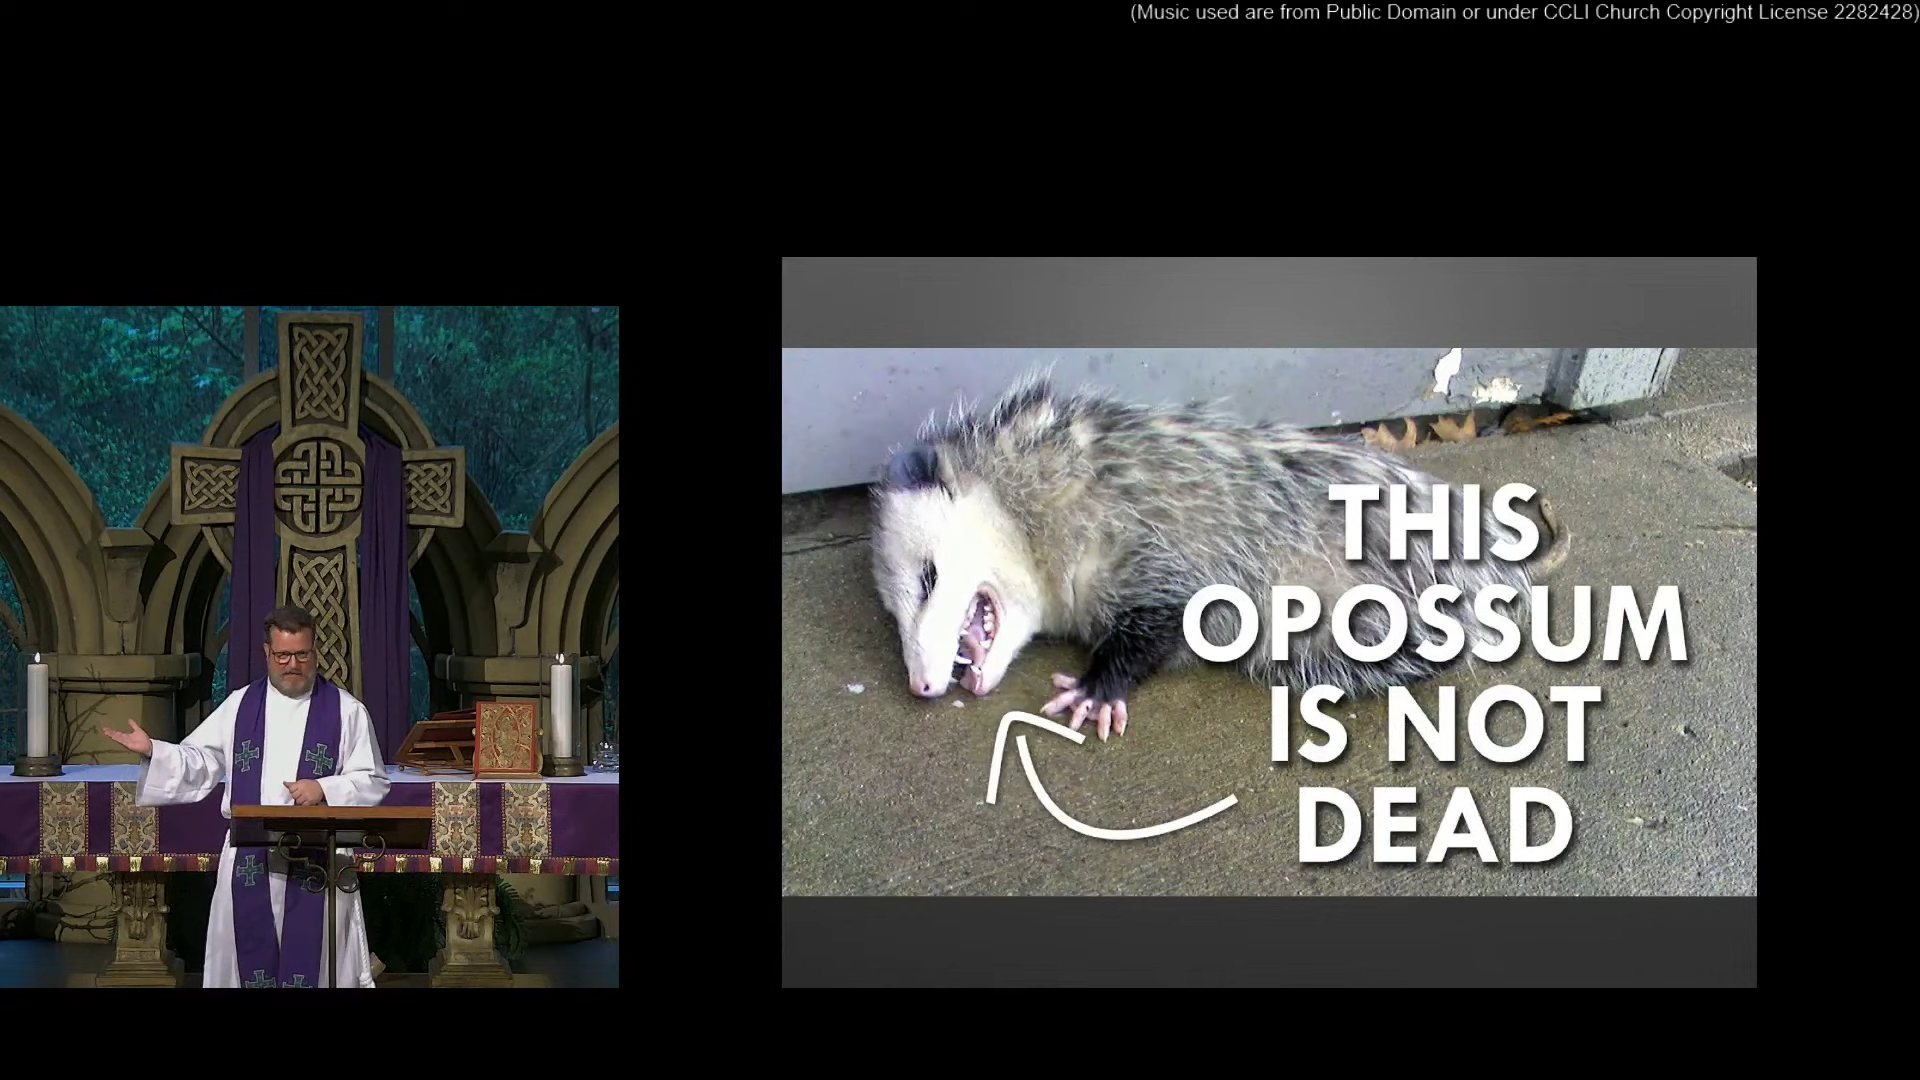 (Music used are from Public Domain or under CCLI Church Copyright License 2282428)
THIS
OPOSSUM
IS NOT
DEAD